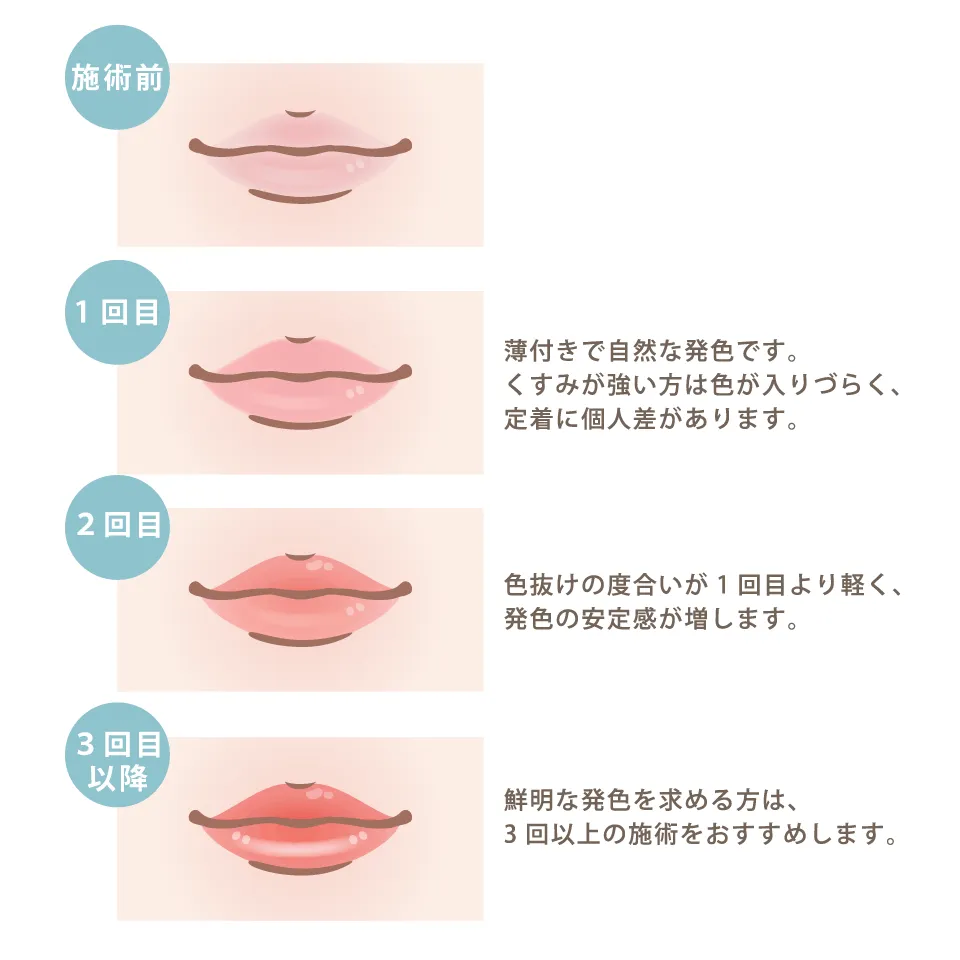 施術前
1回目
薄付きで自然な発色です。
くすみが強い方は色が入りづらく、
定着に個人差があります。
2回目
色抜けの度合いが1回目より軽く、
発色の安定感が増します。
3回目
以降
鮮明な発色を求める方は、
3回以上の施術をおすすめします。